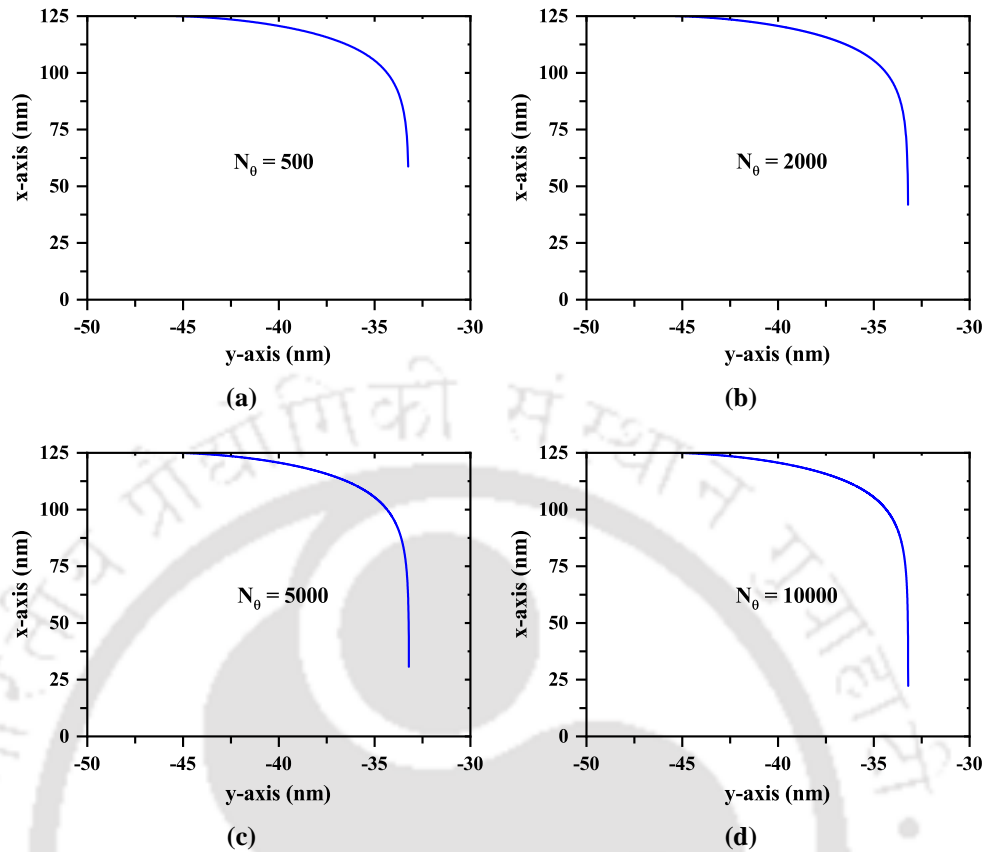 125
100
75
50
25
0
x-axis (nm)
N_θ = 500
-50 -45 -40 -35 -30
y-axis (nm)
(a)
125
100
75
50
25
0
x-axis (nm)
N_θ = 2000
-50 -45 -40 -35 -30
y-axis (nm)
(b)
125
100
75
50
25
0
x-axis (nm)
N_θ = 5000
-50 -45 -40 -35 -30
y-axis (nm)
(c)
125
100
75
50
25
0
x-axis (nm)
N_θ = 10000
-50 -45 -40 -35 -30
y-axis (nm)
(d)